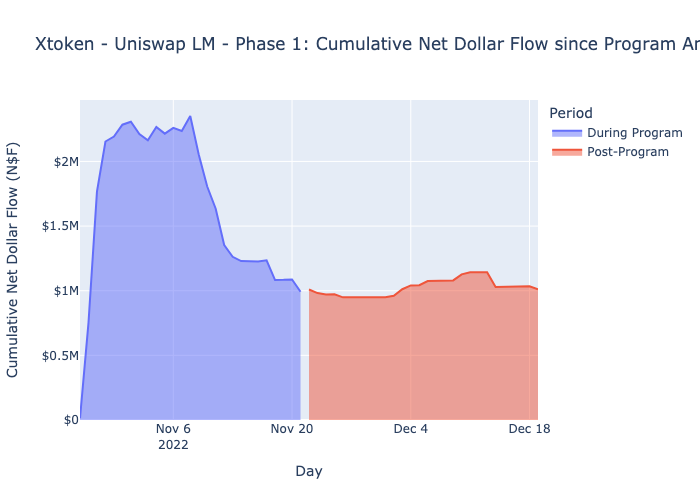 Xtoken - Uniswap LM - Phase 1: Cumulative Net Dollar Flow since Program
Period
During Program
Post-Program
Cumulative Net Dollar Flow (N$F)
$2M
$1.5M
$1M
$0.5M
$0
Nov 6
2022
Nov 20
Dec 4
Dec 18
Day